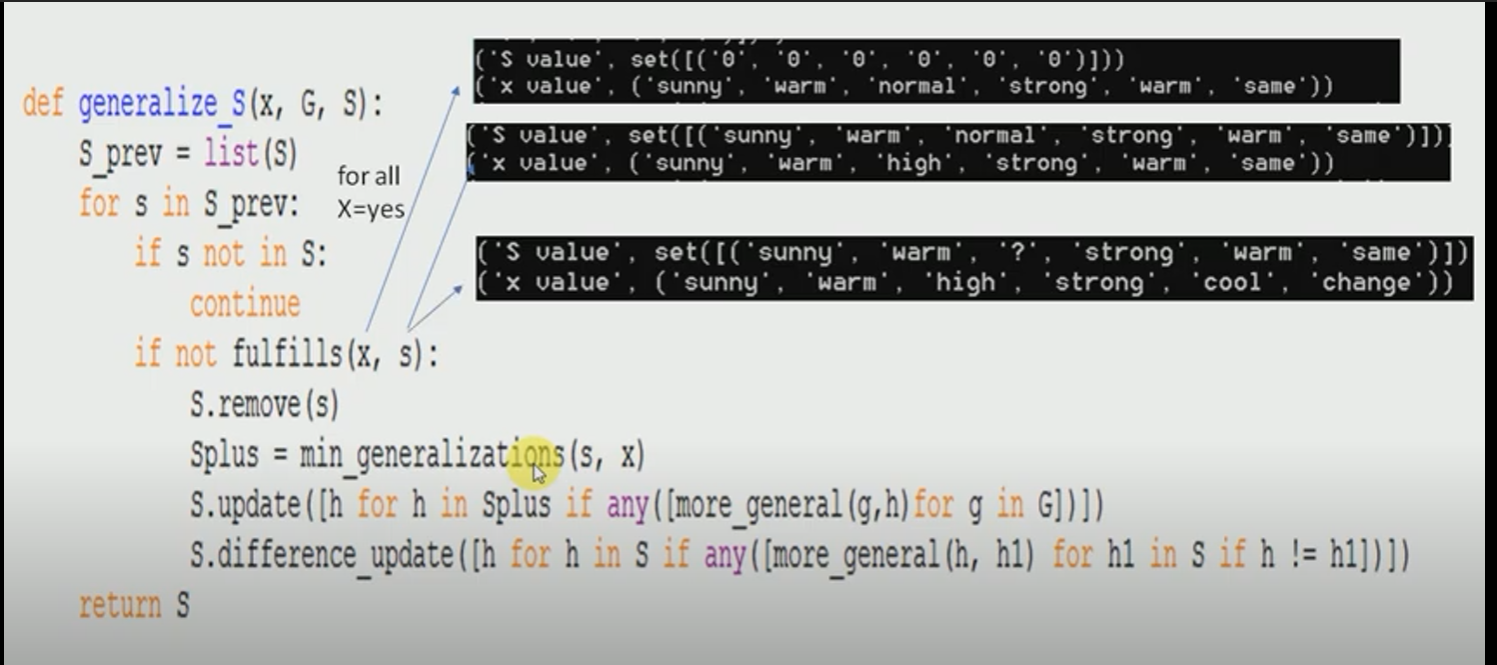 def generalize_S(x, G, S):
S_prev = list(S)
for s in S_prev:
if s not in S:
continue
if not fulfills(x, s):
S.remove(s)
Splus = min_generalizations(s, x)
S.update([h for h in Splus if any([more_general(g,h)for g in G])])
S.difference_update([h for h in S if any([more_general(h, h1) for h1 in S if h != h1])])
return S
for all
X=yes
('S value', set([('0', '0', '0', '0', '0', '0')]))
('x value', ('sunny', 'warm', 'normal', 'strong', 'warm', 'same'))
('S value', set([('sunny', 'warm', 'normal', 'strong', 'warm', 'same')]))
('x value', ('sunny', 'warm', 'high', 'strong', 'warm', 'same'))
('S value', set([('sunny', 'warm', '?', 'strong', 'warm', 'same')])
('x value', ('sunny', 'warm', 'high', 'strong', 'cool', 'change'))